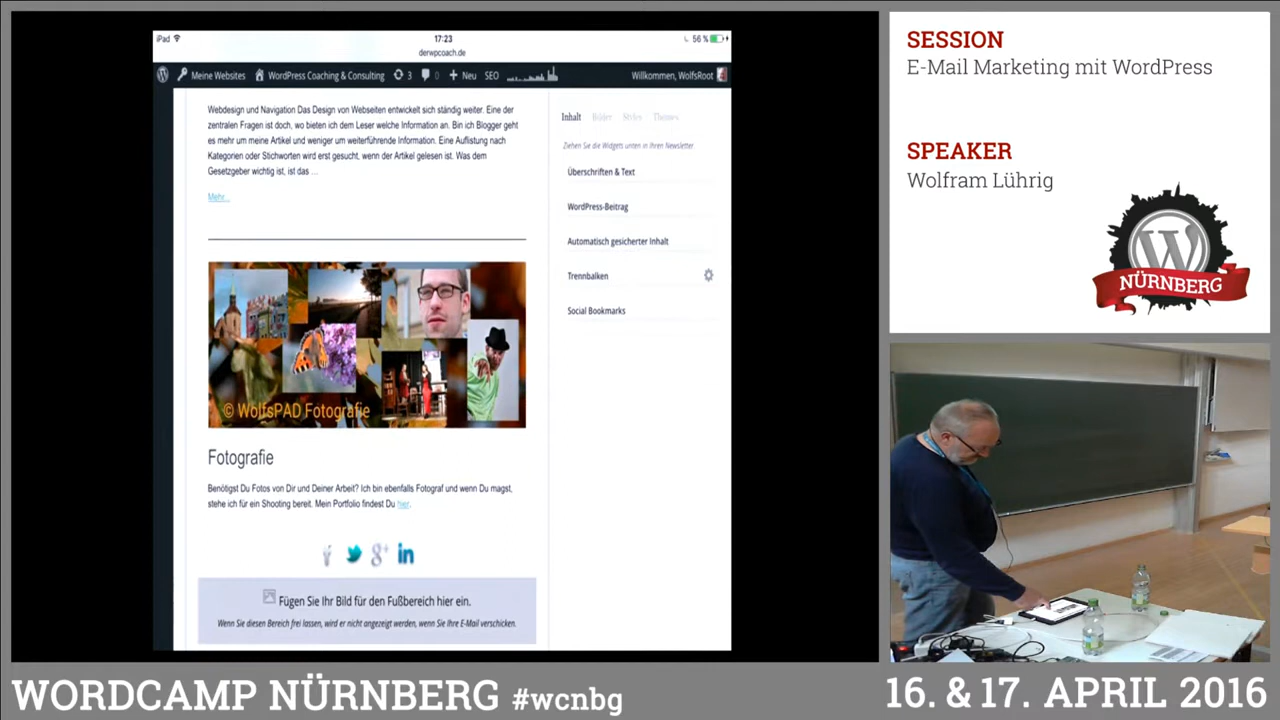 iPad
17:23
56 %
derwpcoach.de
Meine Websites
WordPress Coaching & Consulting
3
0
Neu
SEO
Willkommen, WolfsRoot
Webdesign und Navigation Das Design von Webseiten entwickelt sich ständig weiter. Eine der
zentralen Fragen ist doch, wo bieten ich dem Leser welche Information an. Bin ich Blogger geht
es mehr um meine Artikel und weniger um weiterführende Information. Eine Auflistung nach
Kategorien oder Stichworten wird erst gesucht, wenn der Artikel gelesen ist. Was dem
Gesetzgeber wichtig ist, ist das …
Mehr...
© WolfsPAD Fotografie
Fotografie
Benötigst Du Fotos von Dir und Deiner Arbeit? Ich bin ebenfalls Fotograf und wenn Du magst,
stehe ich für ein Shooting bereit. Mein Portfolio findest Du hier.
Fügen Sie Ihr Bild für den Fußbereich hier ein.
Wenn Sie diesen Bereich frei lassen, wird er nicht angezeigt werden, wenn Sie Ihre E-Mail verschicken.
Inhalt
Bilder
Styles
Themes
Ziehen Sie die Widgets unten in Ihren Newsletter.
Überschriften & Text
WordPress-Beitrag
Automatisch gesicherter Inhalt
Trennbalken
Social Bookmarks
SESSION
E-Mail Marketing mit WordPress
SPEAKER
Wolfram Lührig
NÜRNBERG
WORDCAMP NÜRNBERG #wcnbg
16. & 17. APRIL 2016